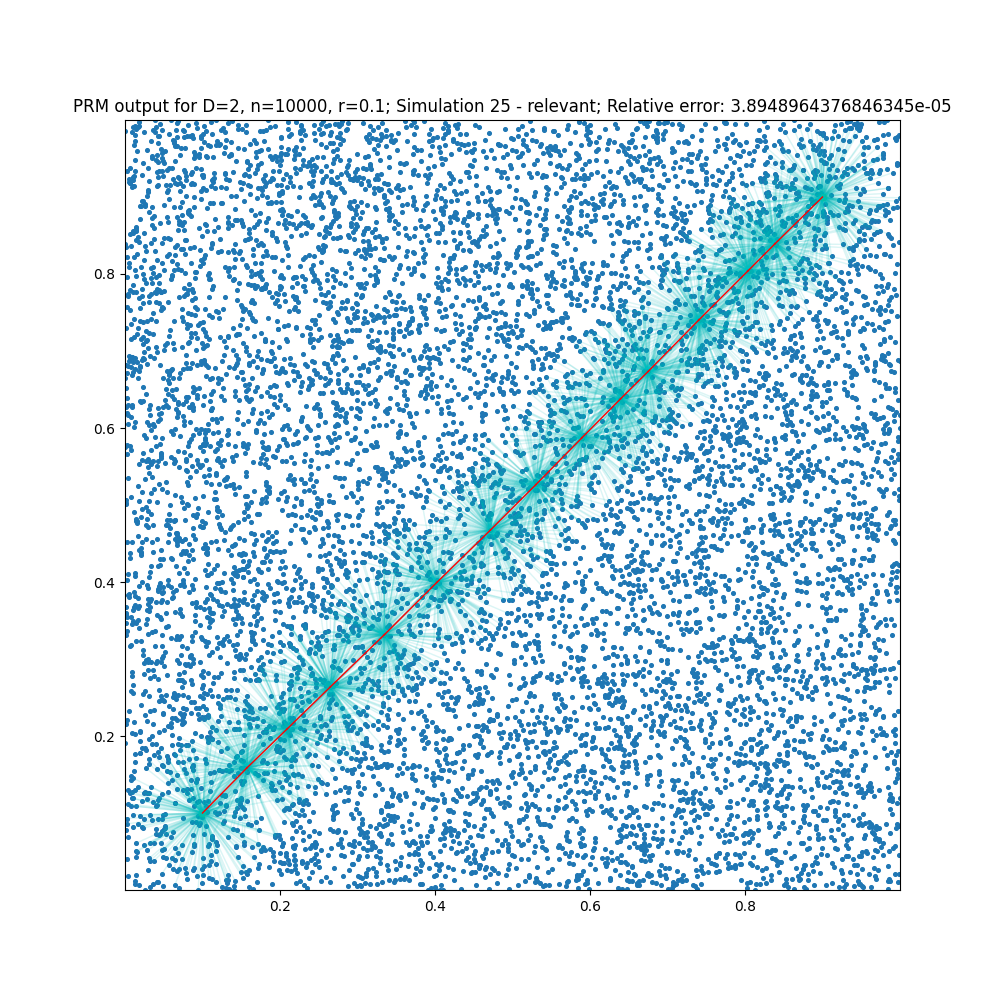 PRM output for D=2, n=10000, r=0.1; Simulation 25 - relevant; Relative error: 3.8948964376846345e-05
0.8
0.6
0.4
0.2
0.2 0.4 0.6 0.8